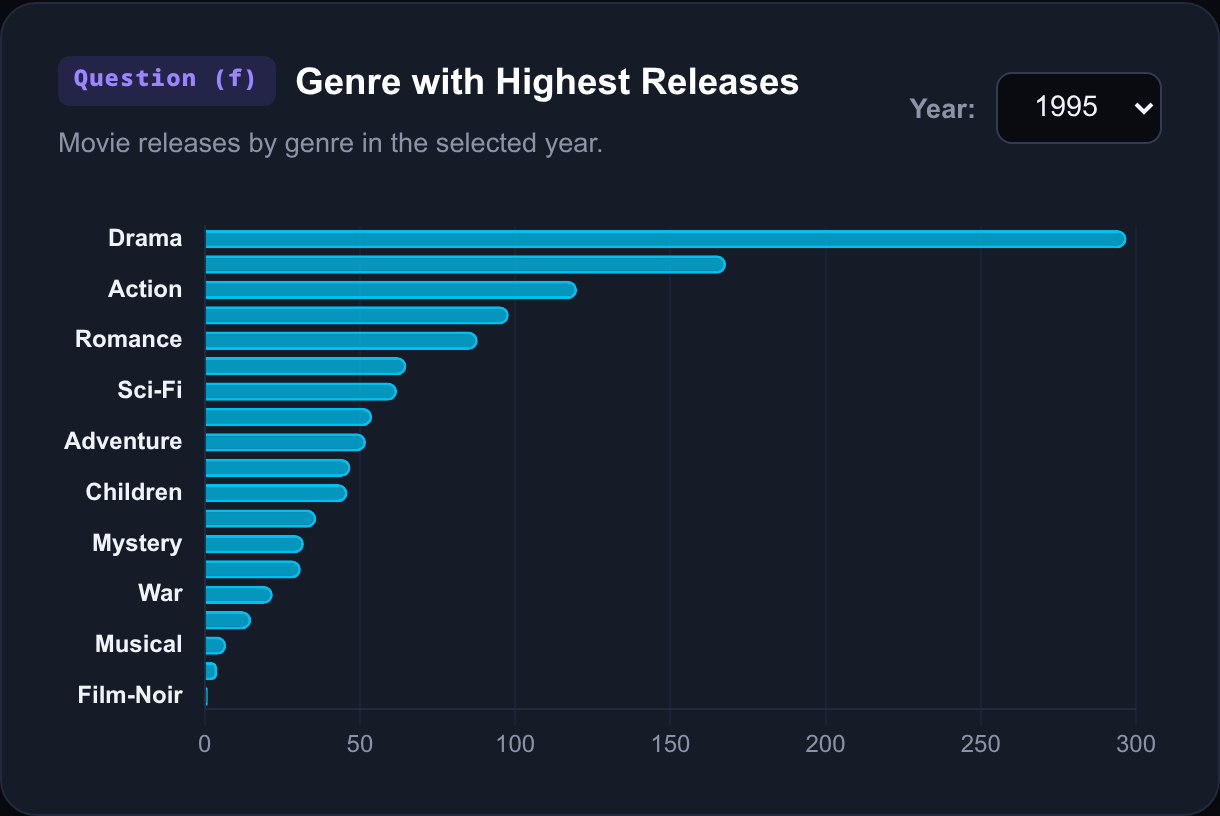 Question (f) Genre with Highest Releases
Movie releases by genre in the selected year.
Year: 1995
Drama
Action
Romance
Sci-Fi
Adventure
Children
Mystery
War
Musical
Film-Noir
0 50 100 150 200 250 300